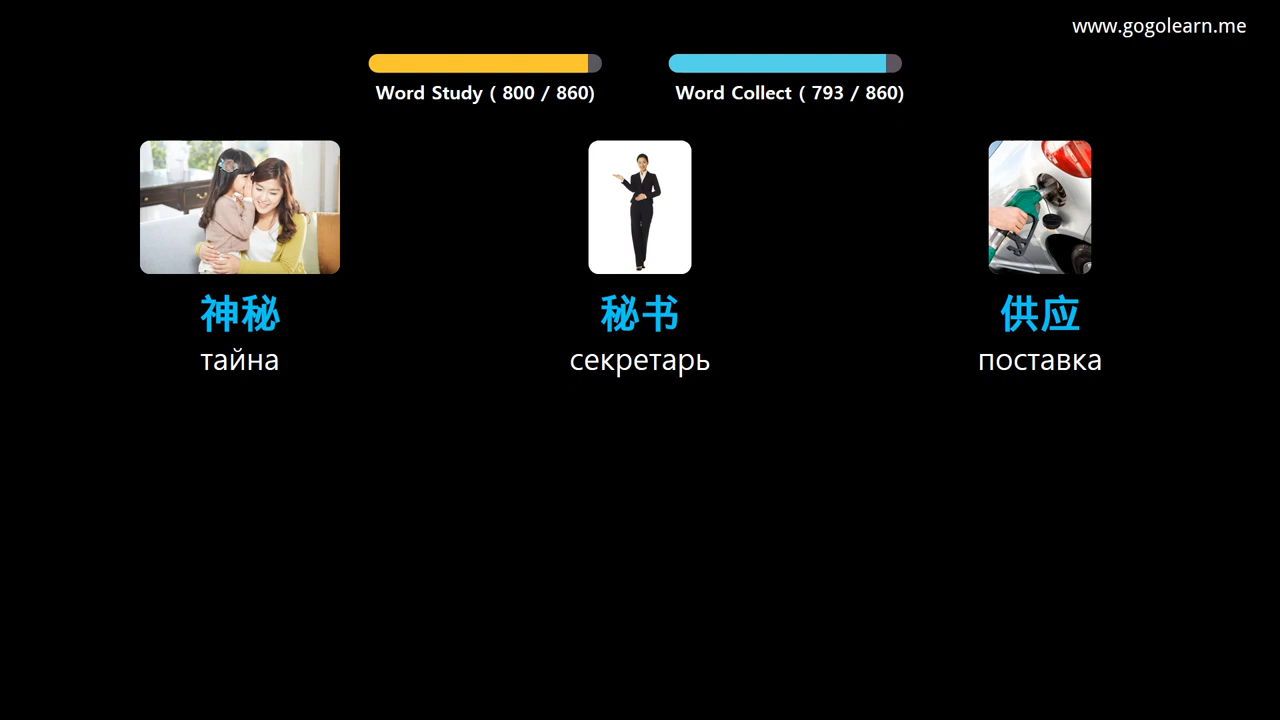 www.gogolearn.me
Word Study ( 800 / 860)
Word Collect ( 793 / 860)
神秘
秘书
供应
тайна
секретарь
поставка